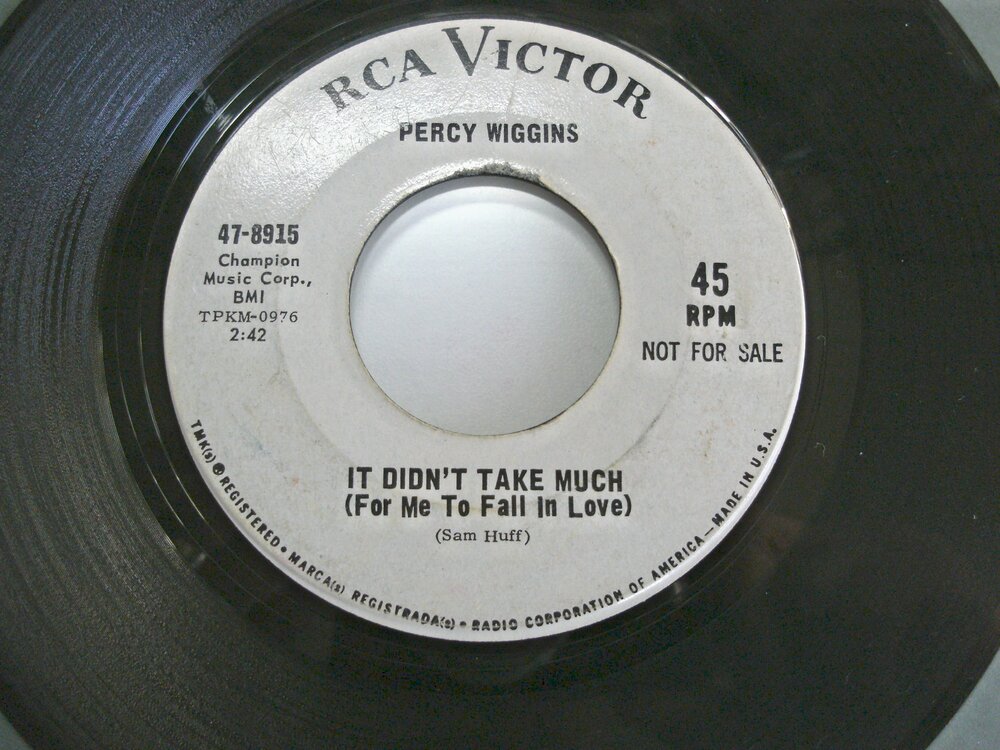 RCA VICTOR
PERCY WIGGINS
47-8915
Champion
Music Corp.,
BMI
TPKM-0976
2:42
45
RPM
NOT FOR SALE
IT DIDN'T TAKE MUCH
(For Me To Fall In Love)
(Sam Huff)
TMK(s) ® REGISTERED • MARCA(s) REGISTRADA(s) • RADIO CORPORATION OF AMERICA—MADE IN U.S.A.